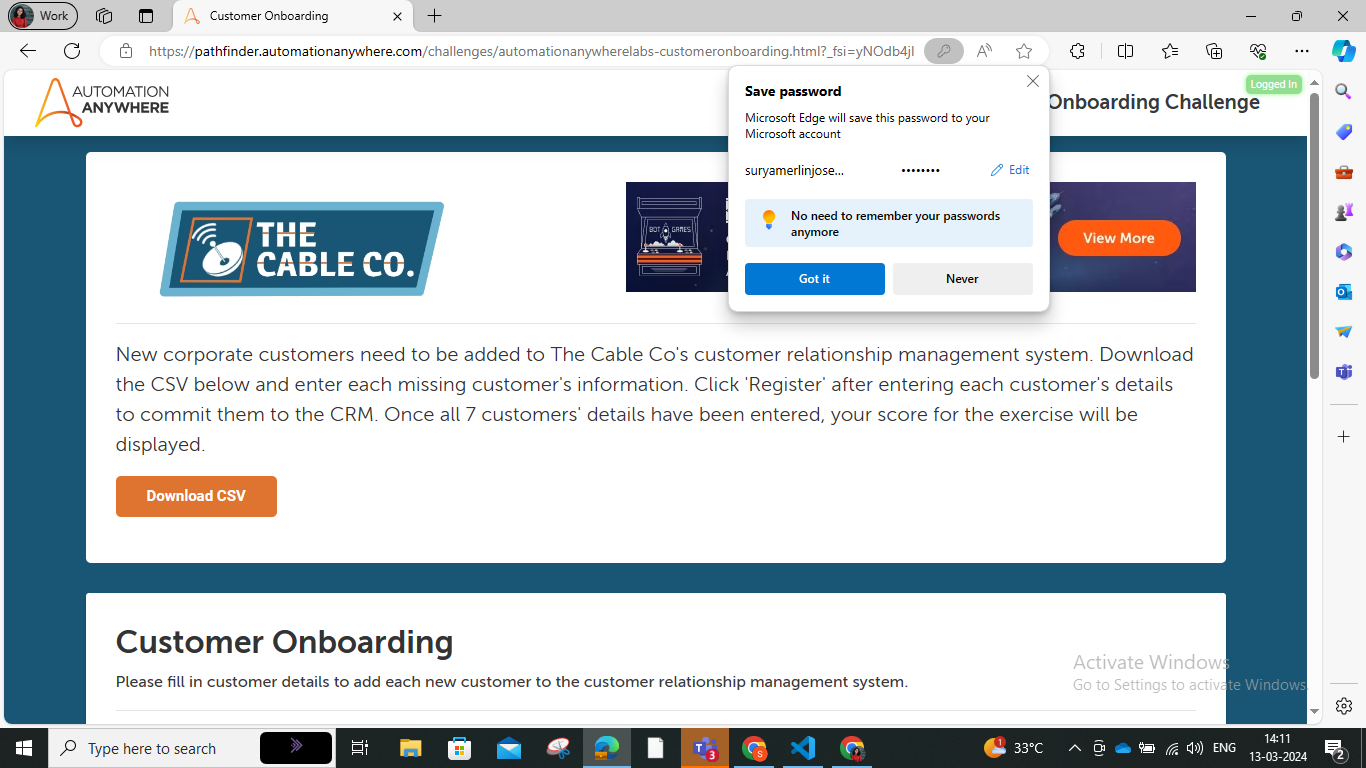 Work
Customer Onboarding
https://pathfinder.automationanywhere.com/challenges/automationanywherelabs-customeronboarding.html?_fsi=yNOdb4jI
AUTOMATION
ANYWHERE
Onboarding Challenge
Logged In
Save password
Microsoft Edge will save this password to your
Microsoft account
suryamerlinjose...
••••••••
Edit
No need to remember your passwords
anymore
Got it
Never
THE
CABLE CO.
BOT GAMES
View More
New corporate customers need to be added to The Cable Co's customer relationship management system. Download
the CSV below and enter each missing customer's information. Click 'Register' after entering each customer's details
to commit them to the CRM. Once all 7 customers' details have been entered, your score for the exercise will be
displayed.
Download CSV
Customer Onboarding
Please fill in customer details to add each new customer to the customer relationship management system.
Activate Windows
Go to Settings to activate Windows.
Type here to search
3
S
1
33°C
ENG
14:11
13-03-2024
2